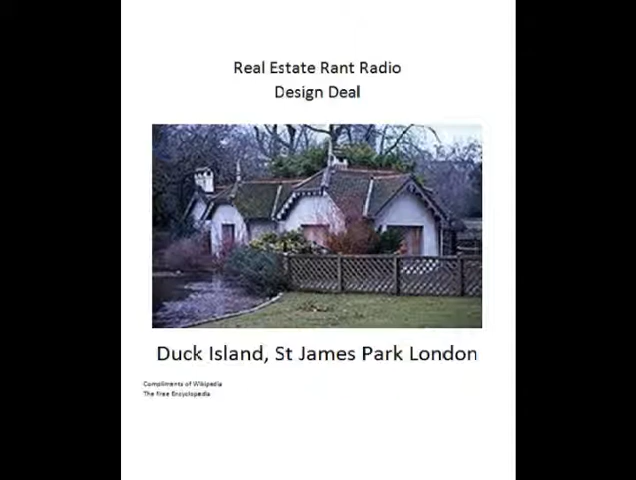 Real Estate Rant Radio
Design Deal
Duck Island, St James Park London
Compliments of Wikipedia
The Free Encyclopedia